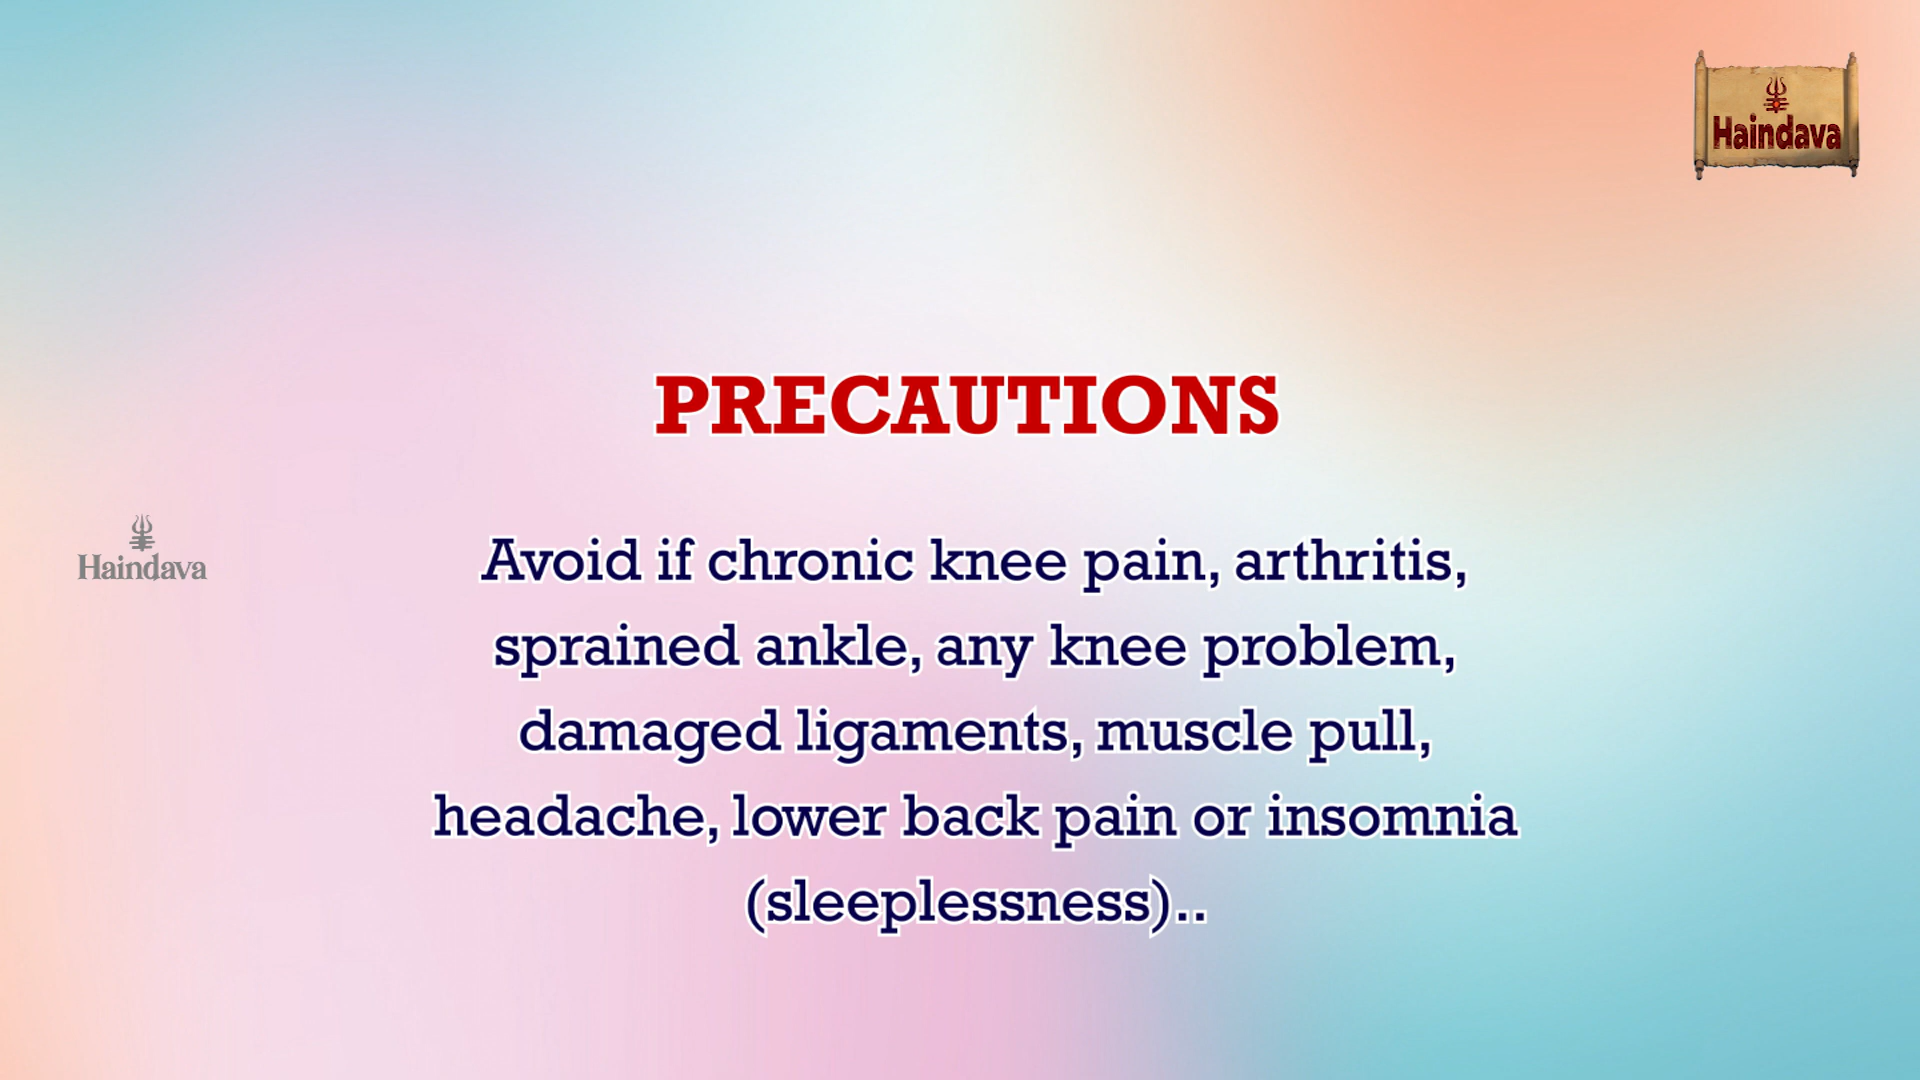 Haindava
PRECAUTIONS
Haindava
Avoid if chronic knee pain, arthritis,
sprained ankle, any knee problem,
damaged ligaments, muscle pull,
headache, lower back pain or insomnia
(sleeplessness)..